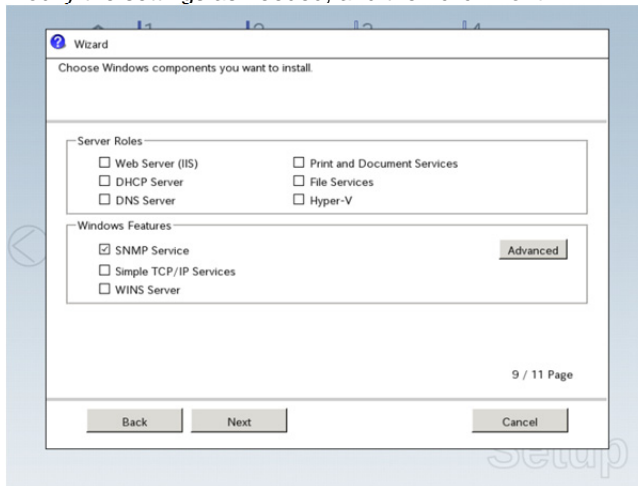 Wizard
Choose Windows components you want to install.
Server Roles
Web Server (IIS)
Print and Document Services
DHCP Server
File Services
DNS Server
Hyper-V
Windows Features
SNMP Service
Advanced
Simple TCP/IP Services
WINS Server
9 / 11 Page
Back
Next
Cancel
Setup